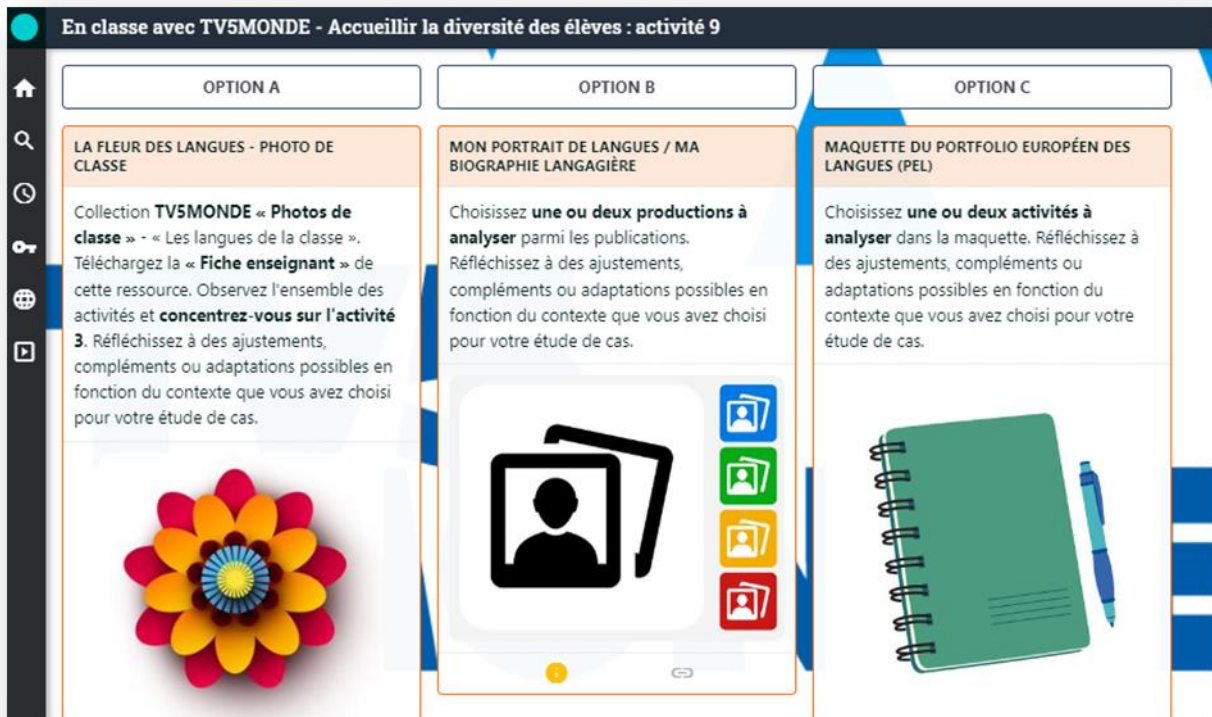 En classe avec TV5MONDE - Accueillir la diversité des élèves : activité 9
OPTION A
LA FLEUR DES LANGUES - PHOTO DE
CLASSE
Collection TV5MONDE « Photos de
classe » - « Les langues de la classe ».
Téléchargez la « Fiche enseignant » de
cette ressource. Observez l'ensemble des
activités et concentrez-vous sur l'activité
3. Réfléchissez à des ajustements,
compléments ou adaptations possibles en
fonction du contexte que vous avez choisi
pour votre étude de cas.
OPTION B
MON PORTRAIT DE LANGUES / MA
BIOGRAPHIE LANGAGIÈRE
Choisissez une ou deux productions à
analyser parmi les publications.
Réfléchissez à des ajustements,
compléments ou adaptations possibles en
fonction du contexte que vous avez choisi
pour votre étude de cas.
OPTION C
MAQUETTE DU PORTFOLIO EUROPÉEN DES
LANGUES (PEL)
Choisissez une ou deux activités à
analyser dans la maquette. Réfléchissez à
des ajustements, compléments ou
adaptations possibles en fonction du
contexte que vous avez choisi pour votre
étude de cas.